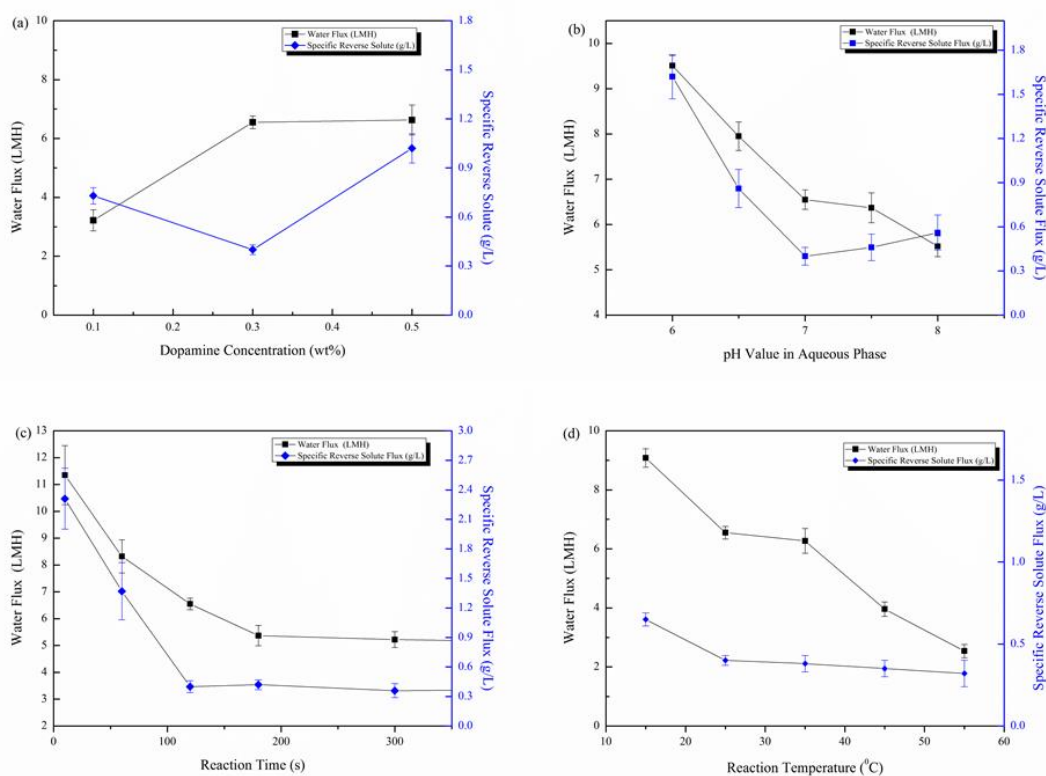 (a)
Water Flux (LMH)
Specific Reverse Solute (g/L)
10
8
6
4
2
0
Water Flux (LMH)
1.8
1.5
1.2
0.9
0.6
0.3
0.0
Specific Reverse Solute (g/L)
0.1 0.2 0.3 0.4 0.5
Dopamine Concentration (wt%)
(b)
Water Flux (LMH)
Specific Reverse Solute Flux (g/L)
10
9
8
7
6
5
4
Water Flux (LMH)
1.8
1.5
1.2
0.9
0.6
0.3
0.0
Specific Reverse Solute Flux (g/L)
6 7 8
pH Value in Aqueous Phase
(c)
Water Flux (LMH)
Specific Reverse Solute Flux (g/L)
13
12
11
10
9
8
7
6
5
4
3
2
Water Flux (LMH)
3.0
2.7
2.4
2.1
1.8
1.5
1.2
0.9
0.6
0.3
0.0
Specific Reverse Solute Flux (g/L)
0 100 200 300
Reaction Time (s)
(d)
Water Flux (LMH)
Specific Reverse Solute Flux (g/L)
10
8
6
4
2
0
Water Flux (LMH)
1.5
1.0
0.5
0.0
Specific Reverse Solute Flux (g/L)
10 20 30 40 50 60
Reaction Temperature (⁰C)